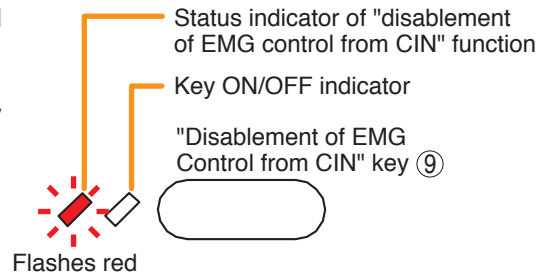 Status indicator of "disablement
of EMG control from CIN" function
Key ON/OFF indicator
"Disablement of EMG
Control from CIN" key ⑨
Flashes red